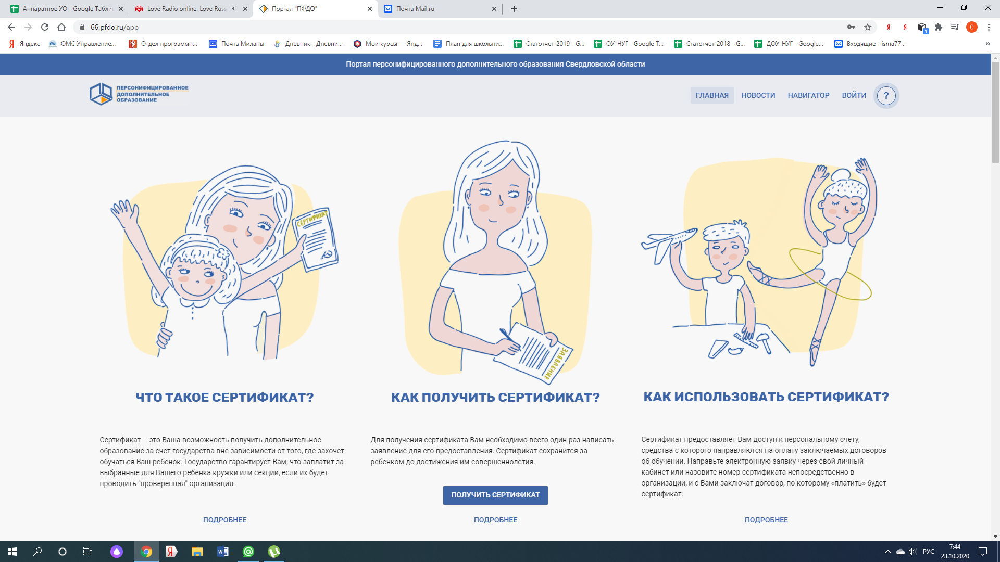 Аппаратное УО - Google Таблиц
Love Radio online. Love Russ
Портал "ПФДО"
Почта Mail.ru
66.pfdo.ru/app
1
С
Яндекс
ОМС Управление...
Отдел программн...
Почта Миланы
Дневник - Дневни...
Мои курсы — Янд...
План для школьни...
Статотчет-2019 - G...
ОУ-НУГ - Google Т...
Статотчет-2018 - G...
ДОУ-НУГ - Google...
Входящие - isma77...
»
Портал персонифицированного дополнительного образования Свердловской области
ПЕРСОНИФИЦИРОВАННОЕ
ДОПОЛНИТЕЛЬНОЕ
ОБРАЗОВАНИЕ
ГЛАВНАЯ
НОВОСТИ
НАВИГАТОР
ВОЙТИ
?
СЕРТИФИКАТ
ЗАЯВЛЕНИЕ
ЧТО ТАКОЕ СЕРТИФИКАТ?
Сертификат – это Ваша возможность получить дополнительное
образование за счет государства вне зависимости от того, где захочет
обучаться Ваш ребенок. Государство гарантирует Вам, что заплатит за
выбранные для Вашего ребенка кружки или секции, если их будет
проводить "проверенная" организация.
ПОДРОБНЕЕ
КАК ПОЛУЧИТЬ СЕРТИФИКАТ?
Для получения сертификата Вам необходимо всего один раз написать
заявление для его предоставления. Сертификат сохранится за
ребенком до достижения им совершеннолетия.
ПОЛУЧИТЬ СЕРТИФИКАТ
ПОДРОБНЕЕ
КАК ИСПОЛЬЗОВАТЬ СЕРТИФИКАТ?
Сертификат предоставляет Вам доступ к персональному счету,
средства с которого направляются на оплату заключаемых договоров
об обучении. Направьте электронную заявку через свой личный
кабинет или назовите номер сертификата непосредственно в
организации, и с Вами заключат договор, по которому «платить» будет
сертификат.
ПОДРОБНЕЕ
РУС
7:44
23.10.2020